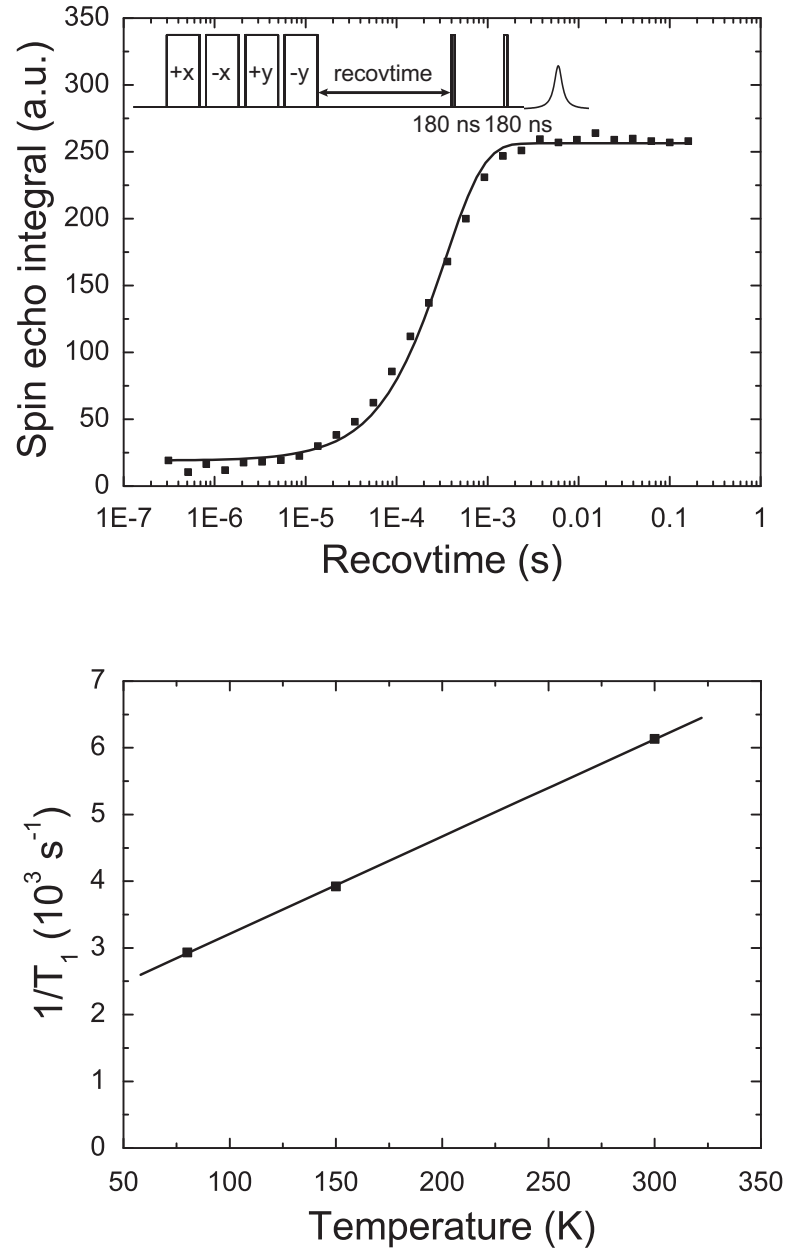 350
300
250
200
150
100
50
0
Spin echo integral (a.u.)
+x -x +y -y recovtime
180 ns 180 ns
1E-7 1E-6 1E-5 1E-4 1E-3 0.01 0.1 1
Recovtime (s)
7
6
5
4
3
2
1
0
1/T₁ (10³ s⁻¹)
50 100 150 200 250 300 350
Temperature (K)